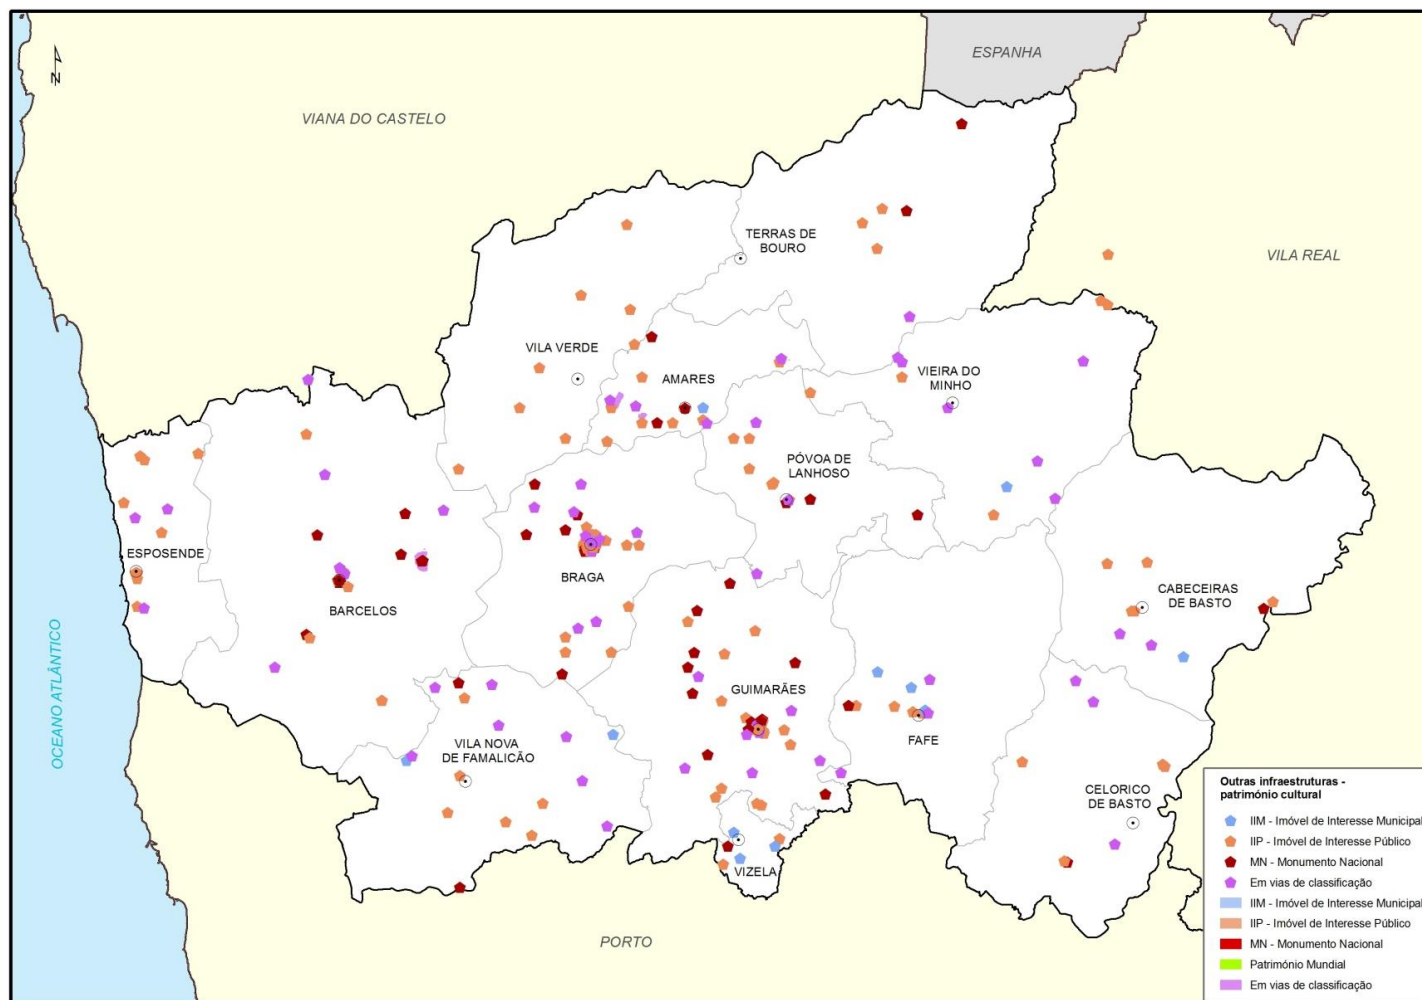 ESPANHA
VIANA DO CASTELO
TERRAS DE
BOURO
VILA REAL
VILA VERDE
AMARES
VIEIRA DO
MINHO
PÓVOA DE
LANHOSO
ESPOSENDE
BRAGA
CABECEIRAS
DE BASTO
BARCELOS
OCEANO ATLÂNTICO
GUIMARÃES
FAFE
VILA NOVA
DE FAMALICÃO
CELORICO
DE BASTO
VIZELA
PORTO
N
Outras infraestruturas -
património cultural
IIM - Imóvel de Interesse Municipal
IIP - Imóvel de Interesse Público
MN - Monumento Nacional
Em vias de classificação
IIM - Imóvel de Interesse Municipal
IIP - Imóvel de Interesse Público
MN - Monumento Nacional
Património Mundial
Em vias de classificação